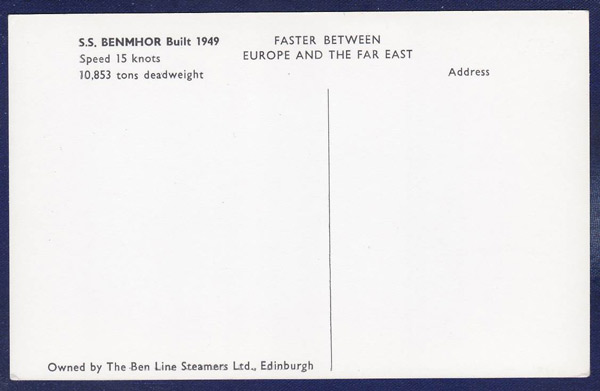 S.S. BENMHOR Built 1949
Speed 15 knots
10,853 tons deadweight
FASTER BETWEEN
EUROPE AND THE FAR EAST
Address
Owned by The Ben Line Steamers Ltd., Edinburgh